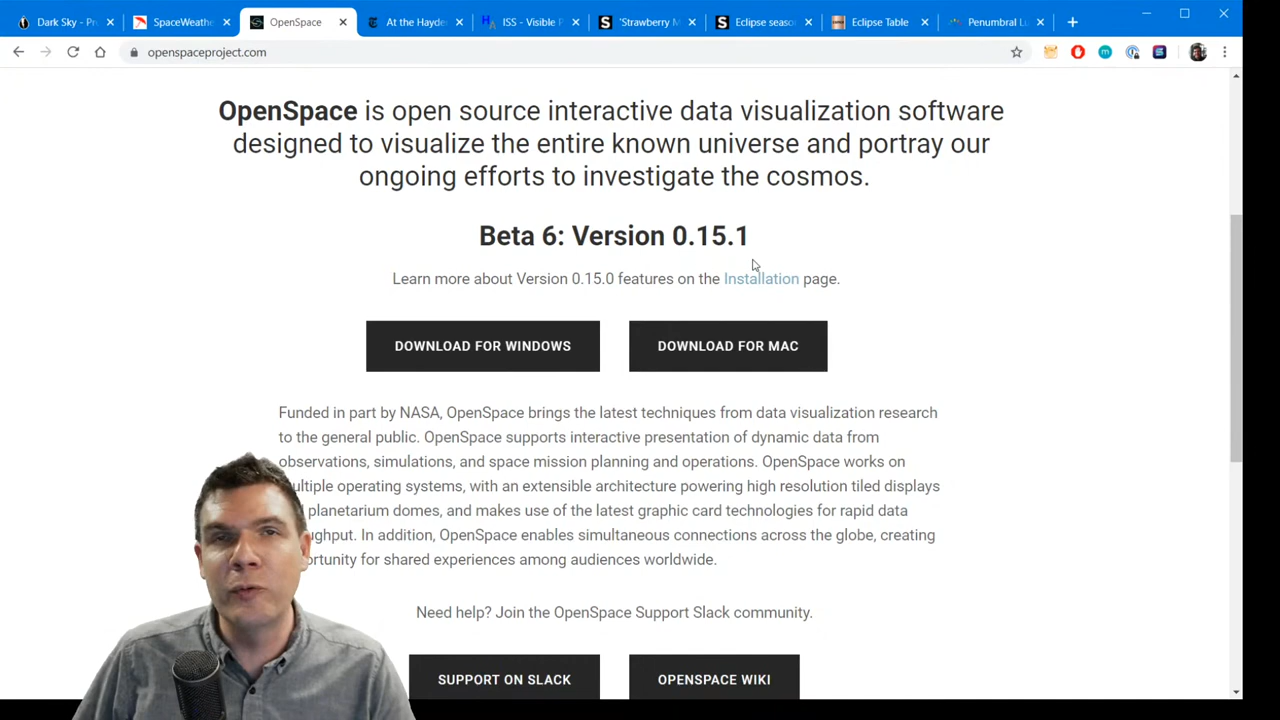 Dark Sky - Pr
SpaceWeathe
OpenSpace
At the Hayde
ISS - Visible P
'Strawberry M
Eclipse seaso
Eclipse Table
Penumbral Lu
openspaceproject.com
OpenSpace is open source interactive data visualization software
designed to visualize the entire known universe and portray our
ongoing efforts to investigate the cosmos.
Beta 6: Version 0.15.1
Learn more about Version 0.15.0 features on the Installation page.
DOWNLOAD FOR WINDOWS
DOWNLOAD FOR MAC
Funded in part by NASA, OpenSpace brings the latest techniques from data visualization research
to the general public. OpenSpace supports interactive presentation of dynamic data from
observations, simulations, and space mission planning and operations. OpenSpace works on
ultiple operating systems, with an extensible architecture powering high resolution tiled displays
planetarium domes, and makes use of the latest graphic card technologies for rapid data
ughput. In addition, OpenSpace enables simultaneous connections across the globe, creating
ortunity for shared experiences among audiences worldwide.
Need help? Join the OpenSpace Support Slack community.
SUPPORT ON SLACK
OPENSPACE WIKI